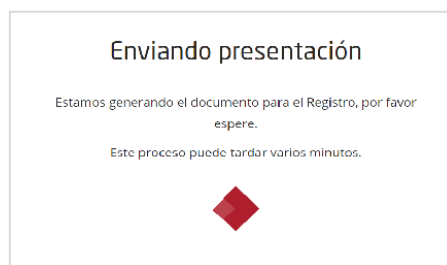 Enviando presentación
Estamos generando el documento para el Registro, por favor
espere.
Este proceso puede tardar varios minutos.